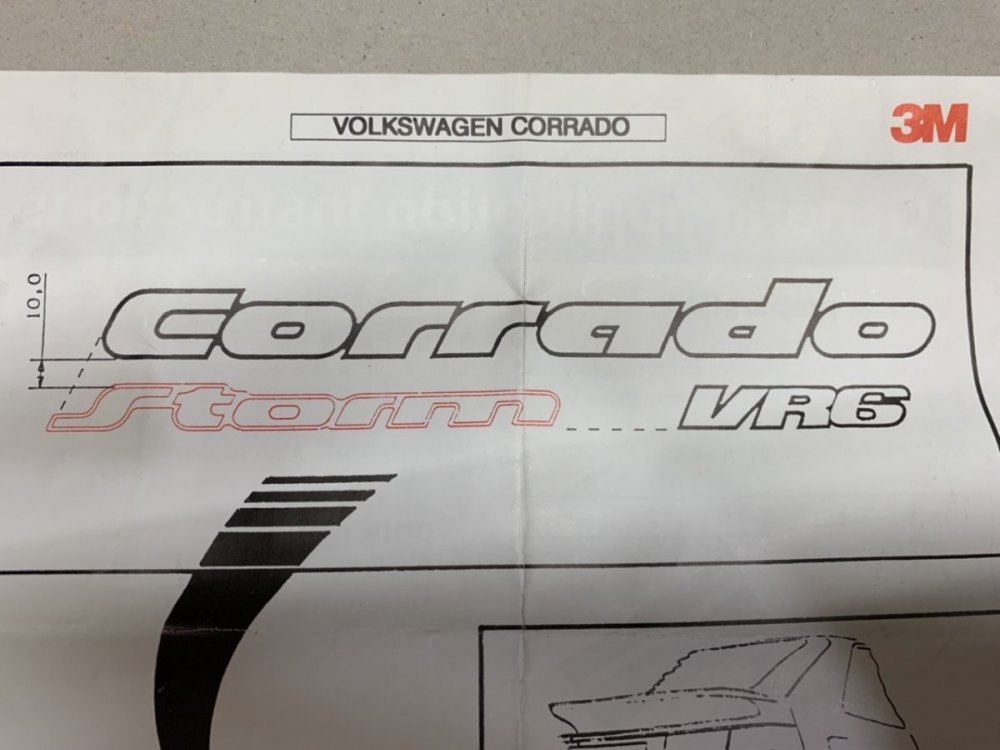 VOLKSWAGEN CORRADO
3M
10,0
Corrado
Storm
VR6